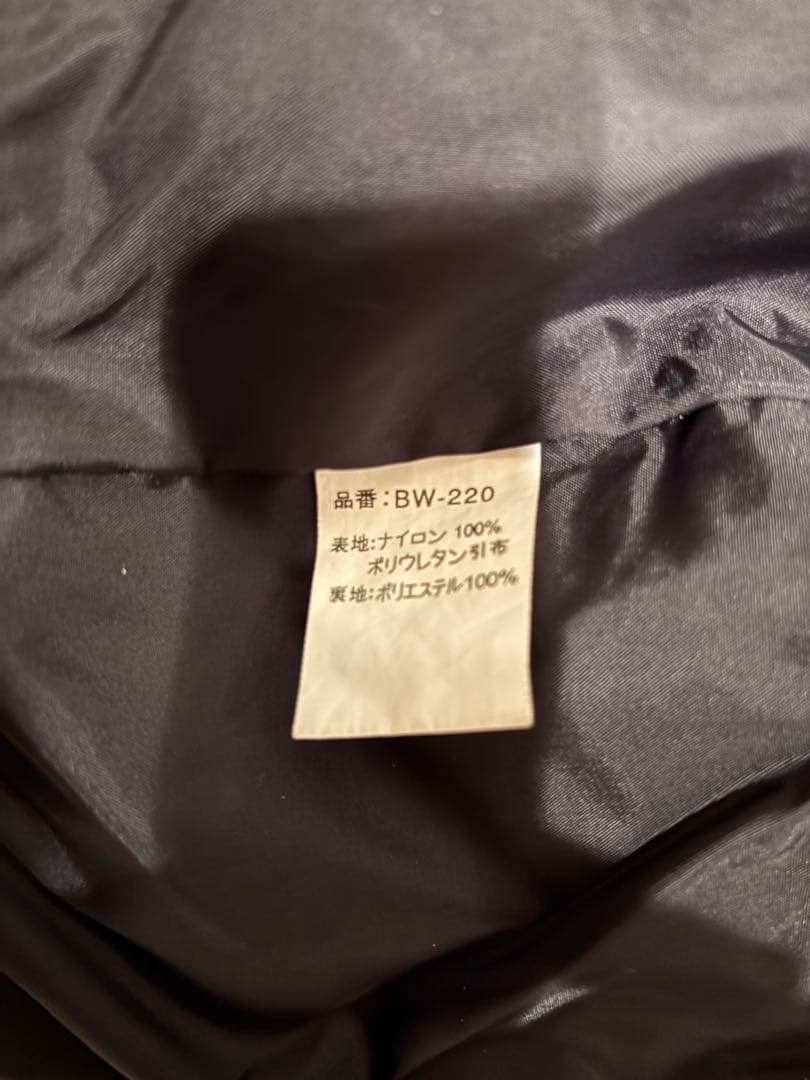 品番:BW-220
表地:ナイロン 100%
ポリウレタン引布
裏地:ポリエステル100%